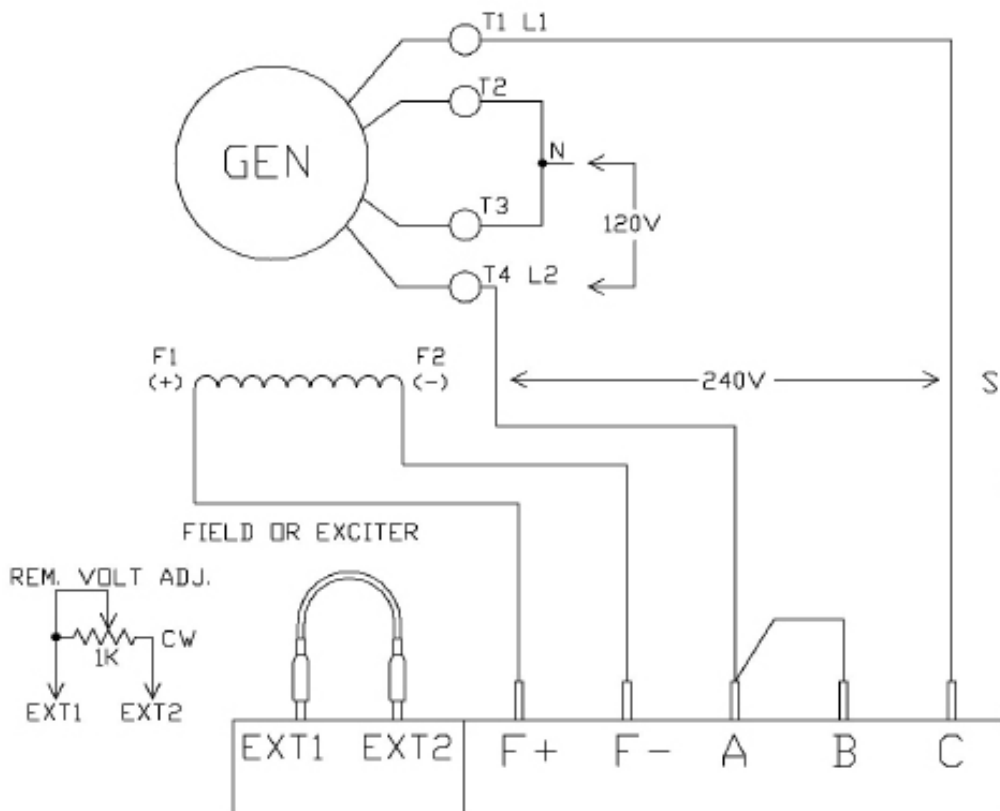 T1 L1
T2
GEN
N
T3
120V
T4 L2
F1
(+)
F2
(-)
240V
S
FIELD OR EXCITER
REM. VOLT ADJ.
CW
1K
EXT1 EXT2
EXT1 EXT2 F+ F- A B C